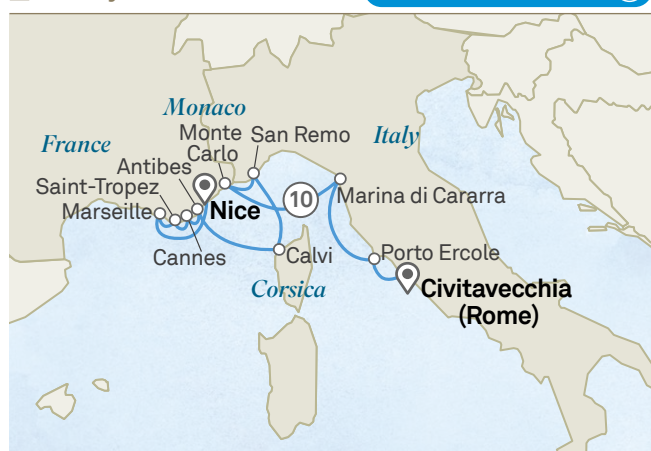 Monaco
France
Monte
Carlo
San Remo
Italy
Antibes
Saint-Tropez
Marseille
Nice
10
Marina di Cararra
Cannes
Calvi
Porto Ercole
Corsica
Civitavecchia
(Rome)